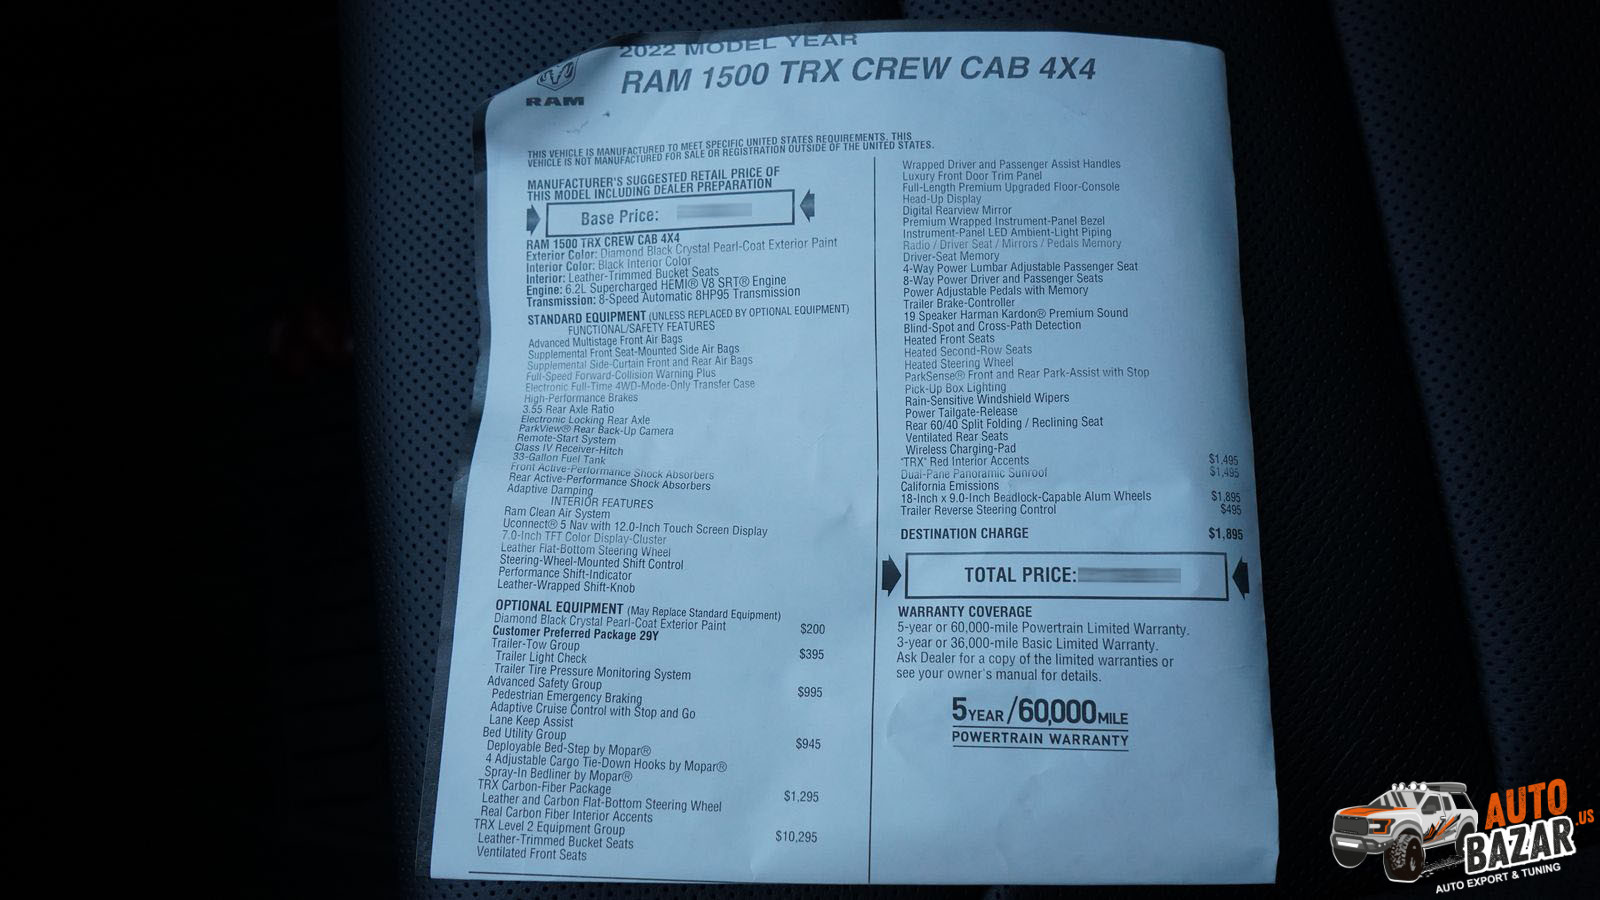 2022 MODEL YEAR
RAM 1500 TRX CREW CAB 4X4
RAM
THIS VEHICLE IS MANUFACTURED TO MEET SPECIFIC UNITED STATES REQUIREMENTS. THIS
VEHICLE IS NOT MANUFACTURED FOR SALE OR REGISTRATION OUTSIDE OF THE UNITED STATES.
MANUFACTURER'S SUGGESTED RETAIL PRICE OF
THIS MODEL INCLUDING DEALER PREPARATION
Base Price:
RAM 1500 TRX CREW CAB 4X4
Exterior Color: Diamond Black Crystal Pearl-Coat Exterior Paint
Interior Color: Black Interior Color
Interior: Leather-Trimmed Bucket Seats
Engine: 6.2L Supercharged HEMI® V8 SRT® Engine
Transmission: 8-Speed Automatic 8HP95 Transmission
STANDARD EQUIPMENT (UNLESS REPLACED BY OPTIONAL EQUIPMENT)
FUNCTIONAL/SAFETY FEATURES
Advanced Multistage Front Air Bags
Supplemental Front Seat-Mounted Side Air Bags
Supplemental Side-Curtain Front and Rear Air Bags
Full-Speed Forward-Collision Warning Plus
Electronic Full-Time 4WD-Mode-Only Transfer Case
High-Performance Brakes
3.55 Rear Axle Ratio
Electronic Locking Rear Axle
ParkView® Rear Back-Up Camera
Remote-Start System
Class IV Receiver-Hitch
33-Gallon Fuel Tank
Front Active-Performance Shock Absorbers
Rear Active-Performance Shock Absorbers
Adaptive Damping
INTERIOR FEATURES
Ram Clean Air System
Uconnect® 5 Nav with 12.0-Inch Touch Screen Display
7.0-Inch TFT Color Display-Cluster
Leather Flat-Bottom Steering Wheel
Steering-Wheel-Mounted Shift Control
Performance Shift-Indicator
Leather-Wrapped Shift-Knob
OPTIONAL EQUIPMENT (May Replace Standard Equipment)
Diamond Black Crystal Pearl-Coat Exterior Paint $200
Customer Preferred Package 29Y
Trailer-Tow Group $395
Trailer Light Check
Trailer Tire Pressure Monitoring System
Advanced Safety Group $995
Pedestrian Emergency Braking
Adaptive Cruise Control with Stop and Go
Lane Keep Assist
Bed Utility Group $945
Deployable Bed-Step by Mopar®
4 Adjustable Cargo Tie-Down Hooks by Mopar®
Spray-In Bedliner by Mopar®
TRX Carbon-Fiber Package $1,295
Leather and Carbon Flat-Bottom Steering Wheel
Real Carbon Fiber Interior Accents
TRX Level 2 Equipment Group $10,295
Leather-Trimmed Bucket Seats
Ventilated Front Seats
Wrapped Driver and Passenger Assist Handles
Luxury Front Door Trim Panel
Full-Length Premium Upgraded Floor-Console
Head-Up Display
Digital Rearview Mirror
Premium Wrapped Instrument-Panel Bezel
Instrument-Panel LED Ambient-Light Piping
Radio / Driver Seat / Mirrors / Pedals Memory
Driver-Seat Memory
4-Way Power Lumbar Adjustable Passenger Seat
8-Way Power Driver and Passenger Seats
Power Adjustable Pedals with Memory
Trailer Brake-Controller
19 Speaker Harman Kardon® Premium Sound
Blind-Spot and Cross-Path Detection
Heated Front Seats
Heated Second-Row Seats
Heated Steering Wheel
ParkSense® Front and Rear Park-Assist with Stop
Pick-Up Box Lighting
Rain-Sensitive Windshield Wipers
Power Tailgate-Release
Rear 60/40 Split Folding / Reclining Seat
Ventilated Rear Seats
Wireless Charging-Pad
"TRX" Red Interior Accents $1,495
Dual-Pane Panoramic Sunroof $1,495
California Emissions
18-Inch x 9.0-Inch Beadlock-Capable Alum Wheels $1,895
Trailer Reverse Steering Control $495
DESTINATION CHARGE $1,895
TOTAL PRICE:
WARRANTY COVERAGE
5-year or 60,000-mile Powertrain Limited Warranty.
3-year or 36,000-mile Basic Limited Warranty.
Ask Dealer for a copy of the limited warranties or
see your owner's manual for details.
5 YEAR/60,000 MILE
POWERTRAIN WARRANTY
AUTO
BAZAR.US
AUTO EXPORT & TUNING